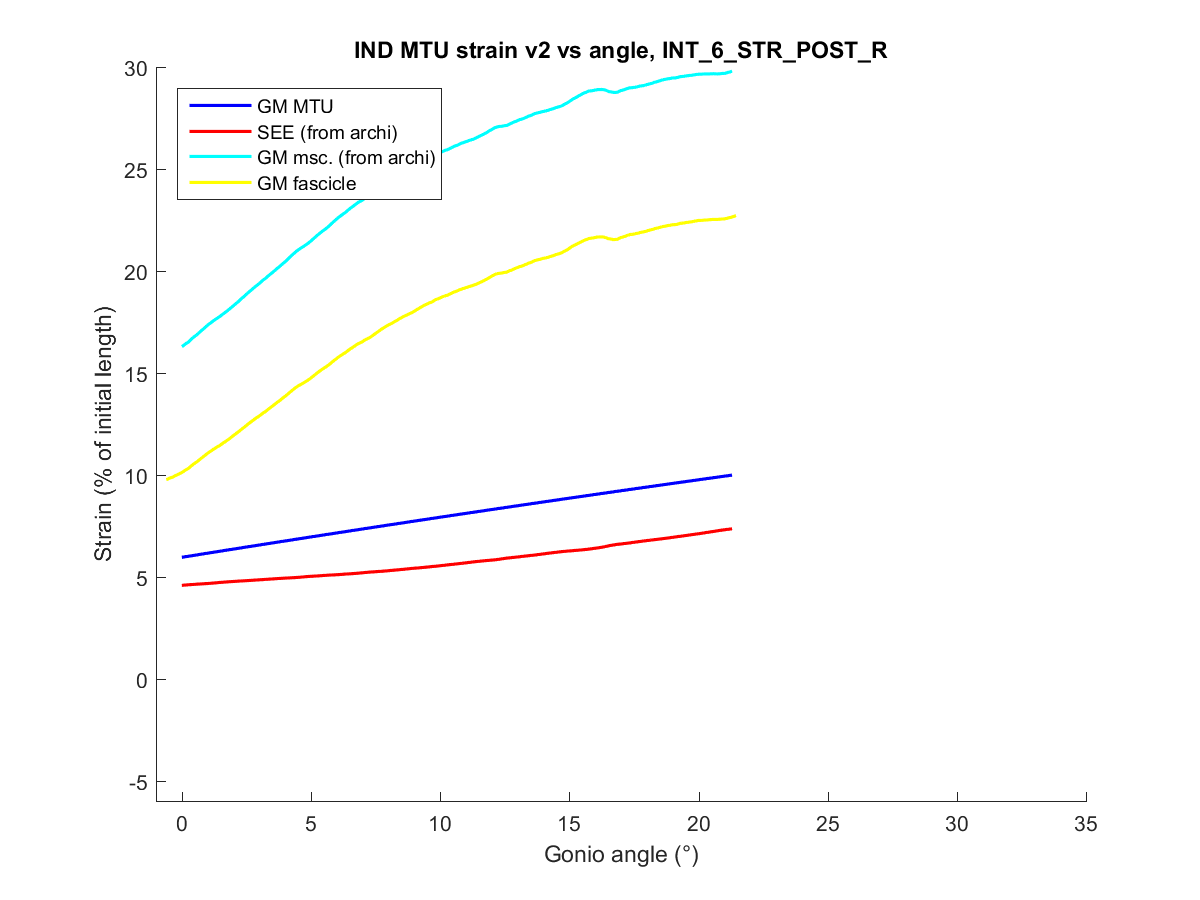 IND MTU strain v2 vs angle, INT_6_STR_POST_R
30
25
20
15
10
5
0
-5
Strain (% of initial length)
GM MTU
SEE (from archi)
GM msc. (from archi)
GM fascicle
0 5 10 15 20 25 30 35
Gonio angle (°)